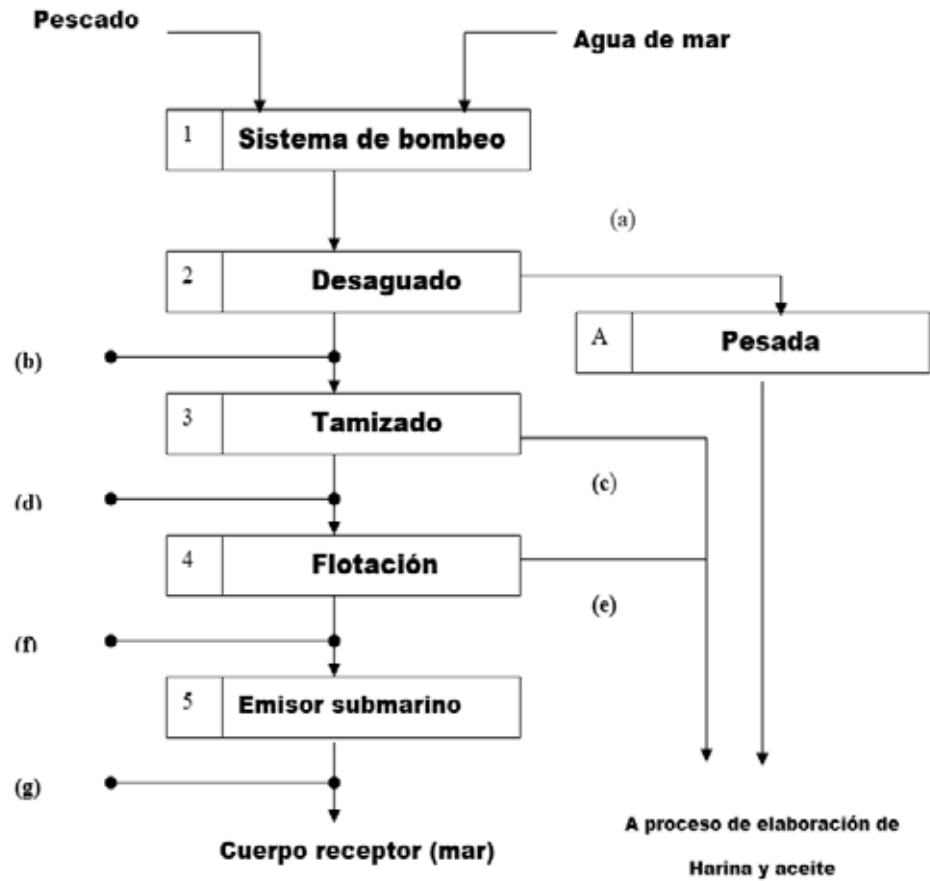 Pescado
Agua de mar
1 Sistema de bombeo
(a)
2 Desaguado
A Pesada
(b)
3 Tamizado
(c)
(d)
4 Flotación
(e)
(f)
5 Emisor submarino
(g)
Cuerpo receptor (mar)
A proceso de elaboración de
Harina y aceite